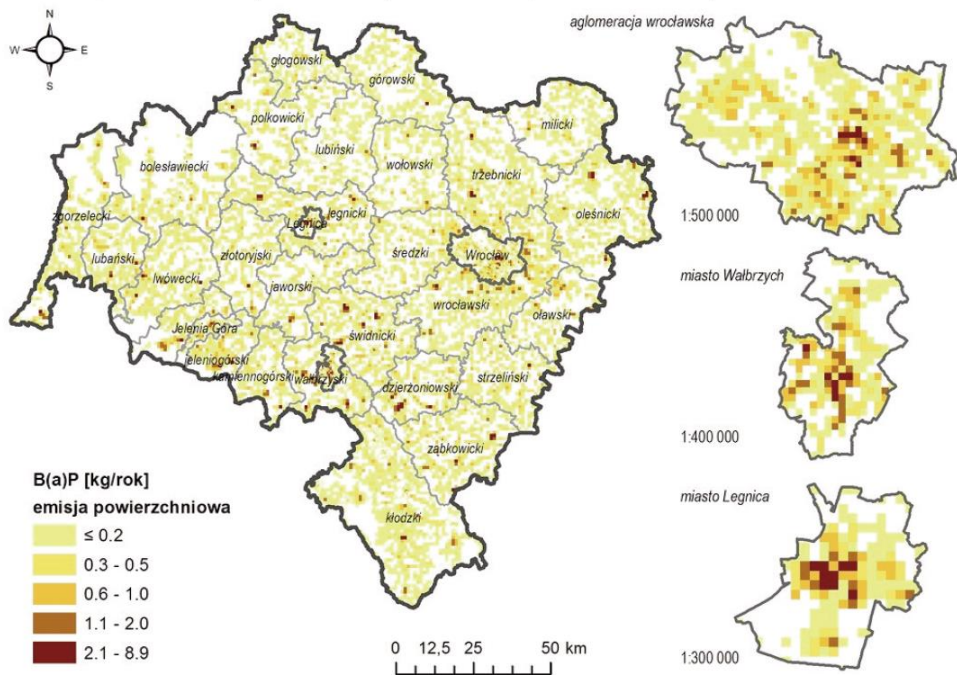 N
W E
S
aglomeracja wrocławska
1:500 000
miasto Wałbrzych
1:400 000
miasto Legnica
1:300 000
głogowski
górowski
polkowicki
milicki
lubiński
wołowski
trzebnicki
bolesławiecki
oleśnicki
zgorzelecki
Legnica
legnicki
lubański
złotoryjski
średzki
Wrocław
lwówecki
jaworski
wrocławski
oławski
Jelenia Góra
świdnicki
jeleniogórski
kamiennogórski
wałbrzyski
dzierżoniowski
strzeliński
ząbkowicki
kłodzki
B(a)P [kg/rok]
emisja powierzchniowa
≤ 0.2
0.3 - 0.5
0.6 - 1.0
1.1 - 2.0
2.1 - 8.9
0 12,5 25 50 km